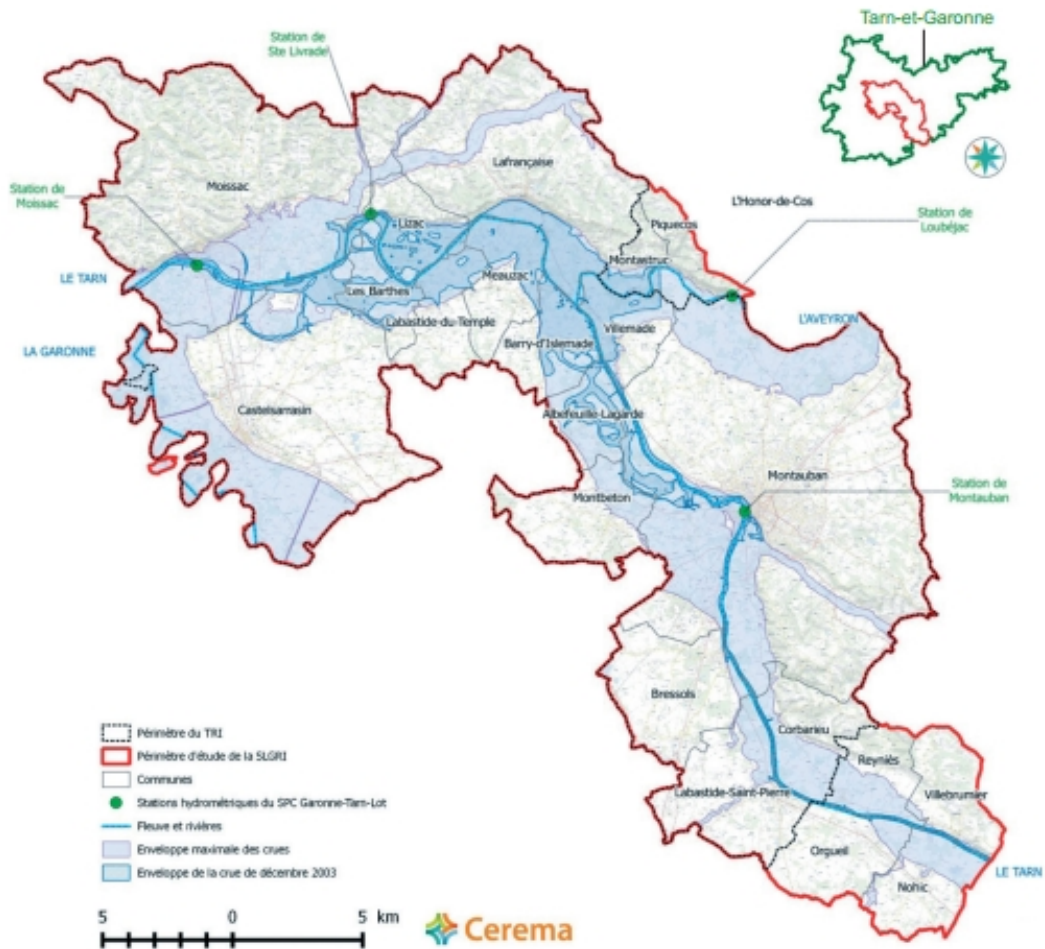 Tarn-et-Garonne
Station de
Ste Livrade
Lafrançaise
Moissac
Station de
Moissac
L'Honor-de-Cos
Station de
Loubéjac
Piquecos
Lizac
Montastruc
LE TARN
Meauzac
Les Barthes
L'AVEYRON
Labastide-du-Temple
Villemade
LA GARONNE
Barry-d'Islemade
Castelsarrasin
Albefeuille-Lagarde
Montauban
Station de
Montauban
Montbeton
Bressols
Corbarieu
Reyniès
Villebrumier
Labastide-Saint-Pierre
Orgueil
Nohic
LE TARN
Périmètre du TRI
Périmètre d'étude de la SLGRI
Communes
Stations hydrométriques du SPC Garonne-Tarn-Lot
Fleuve et rivières
Enveloppe maximale des crues
Enveloppe de la crue de décembre 2003
5 0 5 km
Cerema